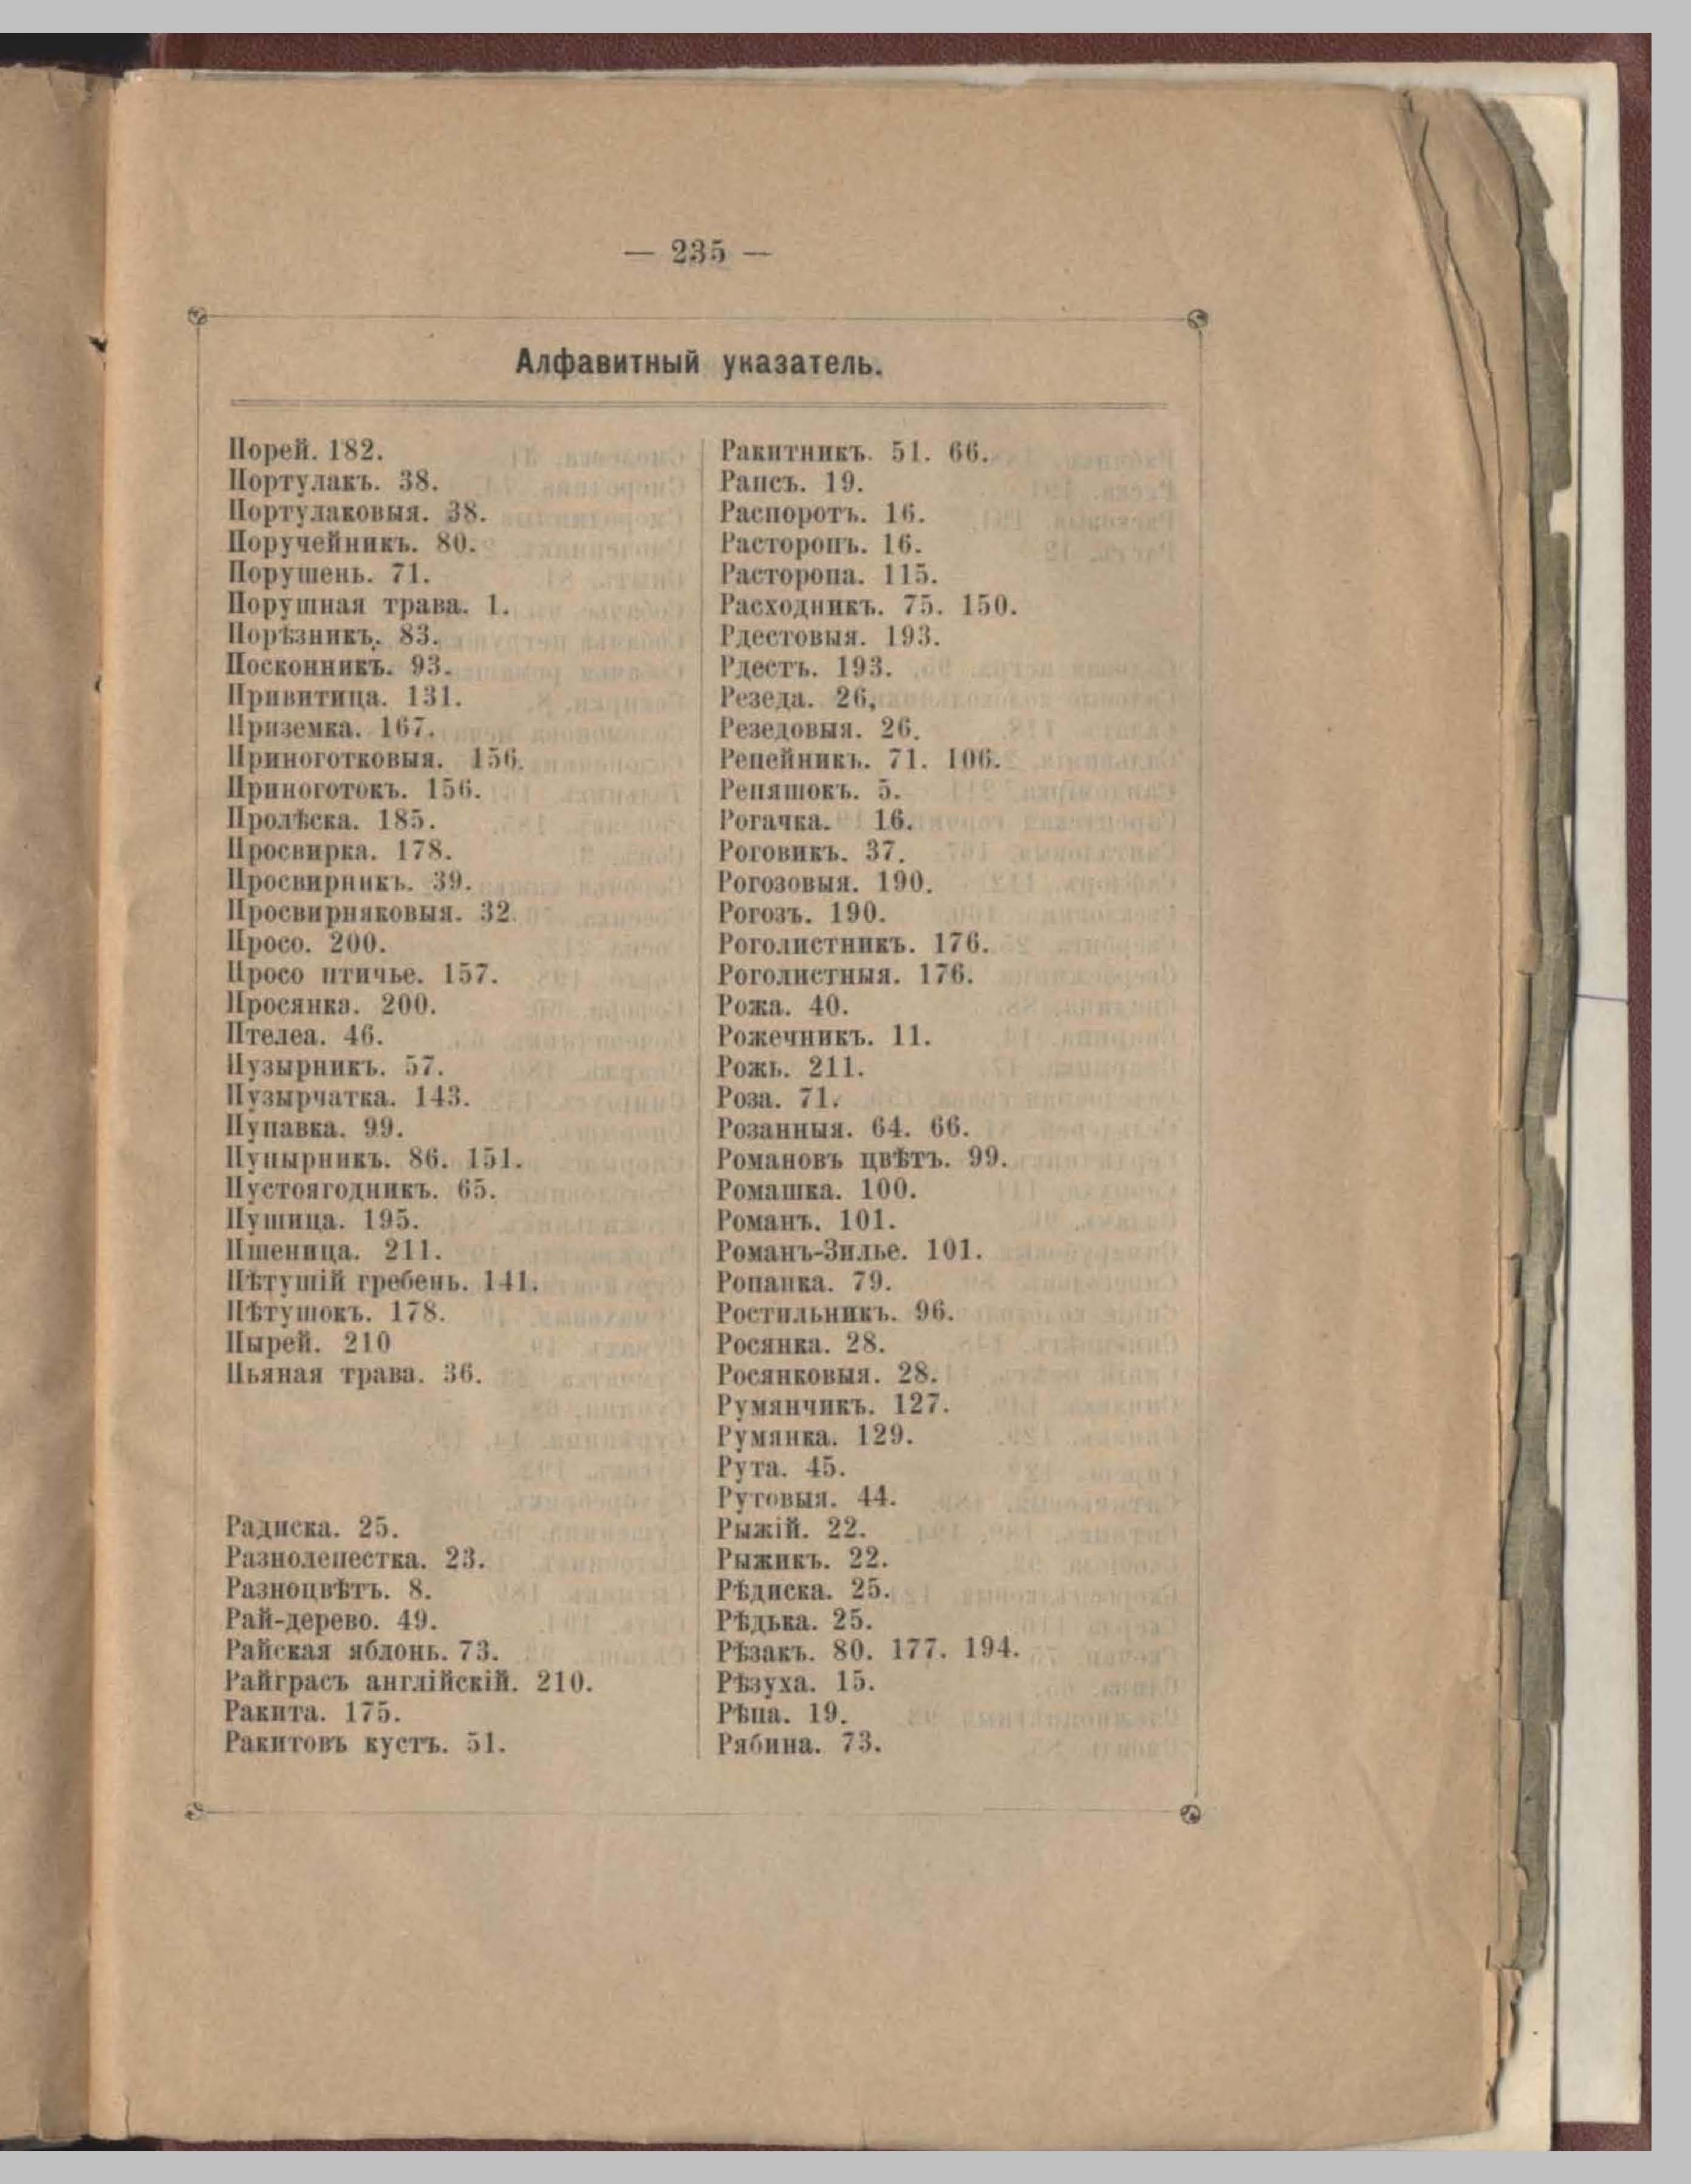 — 235 —
Алфавитный указатель.
Порей. 182.
Портулакъ. 38.
Портулаковыя. 38.
Поручейникъ. 80.
Порушень. 71.
Порушная трава. 1.
Порѣзникъ. 83.
Посконникъ. 93.
Привитица. 131.
Приземка. 167.
Приноготковыя. 156.
Приноготокъ. 156.
Пролѣска. 185.
Просвирка. 178.
Просвирникъ. 39.
Просвирняковыя. 32.
Просо. 200.
Просо птичье. 157.
Просянка. 200.
Птелеа. 46.
Пузырникъ. 57.
Пузырчатка. 143.
Пупавка. 99.
Пупырникъ. 86. 151.
Пустоягодникъ. 65.
Пушица. 195.
Пшеница. 211.
Пѣтушій гребень. 141.
Пѣтушокъ. 178.
Пырей. 210
Пьяная трава. 36.
Радиска. 25.
Разнолепестка. 23.
Разноцвѣтъ. 8.
Рай-дерево. 49.
Райская яблонь. 73.
Райграсъ англійскій. 210.
Ракита. 175.
Ракитовъ кустъ. 51.
Ракитникъ. 51. 66.
Рапсъ. 19.
Распоротъ. 16.
Расторопъ. 16.
Расторопа. 115.
Расходникъ. 75. 150.
Рдестовыя. 193.
Рдестъ. 193.
Резеда. 26,
Резедовыя. 26.
Репейникъ. 71. 106.
Репяшокъ. 5.
Рогачка. 16.
Роговикъ. 37.
Рогозовыя. 190.
Рогозъ. 190.
Роголистникъ. 176.
Роголистныя. 176.
Рожа. 40.
Рожечникъ. 11.
Рожь. 211.
Роза. 71.
Розанныя. 64. 66.
Романовъ цвѣтъ. 99.
Ромашка. 100.
Романъ. 101.
Романъ-Зилье. 101.
Ропанка. 79.
Ростильникъ. 96.
Росянка. 28.
Росянковыя. 28.
Румянчикъ. 127.
Румянка. 129.
Рута. 45.
Рутовыя. 44.
Рыжій. 22.
Рыжикъ. 22.
Рѣдиска. 25.
Рѣдька. 25.
Рѣзакъ. 80. 177. 194.
Рѣзуха. 15.
Рѣпа. 19.
Рябина. 73.